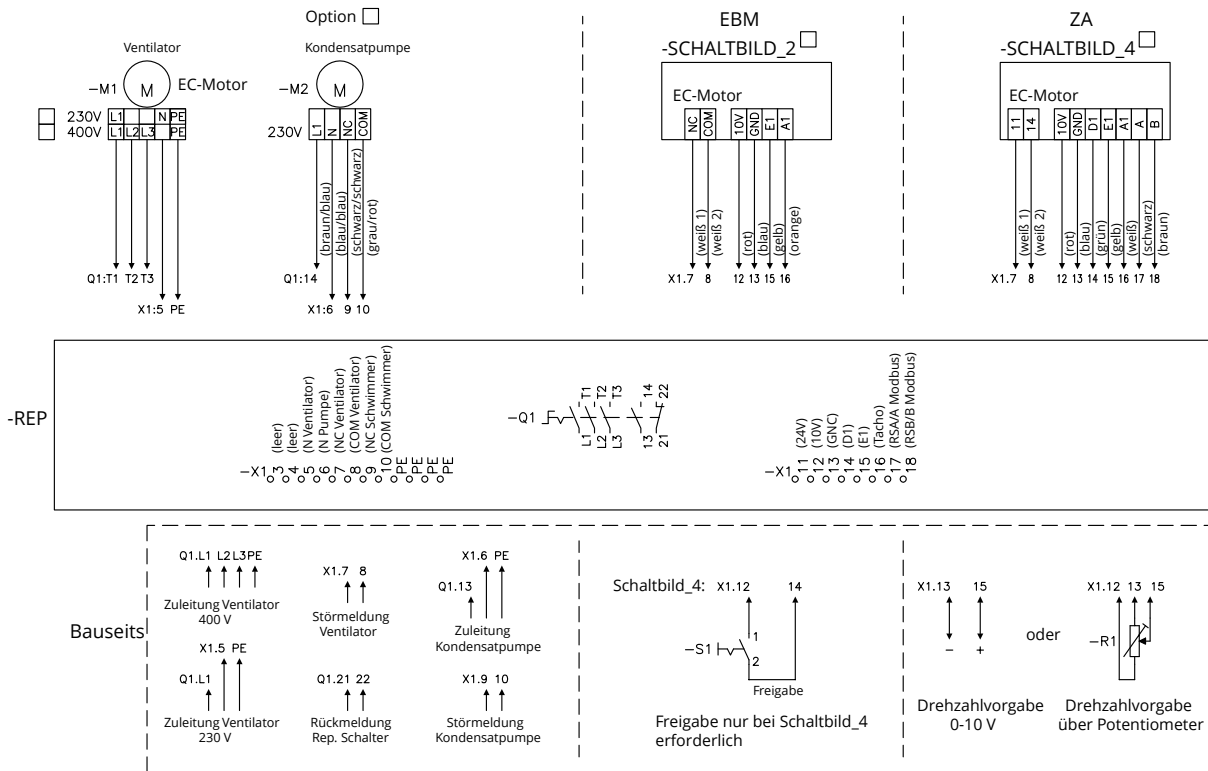 Option
Ventilator
Kondensatpumpe
EBM
-SCHALTBILD_2
ZA
-SCHALTBILD_4
–M1
M
EC-Motor
–M2
M
EC-Motor
EC-Motor
230V L1 N PE
400V L1 L2 L3 PE
230V L1 N NC COM
NC COM 10V GND E1 A1
11 14 10V GND D1 E1 A1 A B
(braun/blau)
(blau/blau)
(schwarz/schwarz)
(grau/rot)
(weiß 1)
(weiß 2)
(rot)
(blau)
(gelb)
(orange)
(weiß 1)
(weiß 2)
(rot)
(blau)
(grün)
(gelb)
(weiß)
(schwarz)
(braun)
Q1:T1 T2 T3
X1:5 PE
Q1:14
X1:6 9 10
X1.7 8 12 13 15 16
X1.7 8 12 13 14 15 16 17 18
-REP
–X1
3 (leer)
4 (leer)
5 (N Ventilator)
6 (N Pumpe)
7 (NC Ventilator)
8 (COM Ventilator)
9 (NC Schwimmer)
10 (COM Schwimmer)
PE
PE
PE
PE
–Q1
T1 T2 T3 14 22
L1 L2 L3 13 21
–X1
11 (24V)
12 (10V)
13 (GNC)
14 (D1)
15 (E1)
16 (Tacho)
17 (RSA/A Modbus)
18 (RSB/B Modbus)
Bauseits
Q1.L1 L2 L3 PE
Zuleitung Ventilator
400 V
X1.7 8
Störmeldung
Ventilator
X1.6 PE
Q1.13
Zuleitung
Kondensatpumpe
X1.5 PE
Q1.L1
Zuleitung Ventilator
230 V
Q1.21 22
Rückmeldung
Rep. Schalter
X1.9 10
Störmeldung
Kondensatpumpe
Schaltbild_4: X1.12 14
–S1
1
2
Freigabe
Freigabe nur bei Schaltbild_4
erforderlich
X1.13 15
– +
Drehzahlvorgabe
0-10 V
oder
X1.12 13 15
–R1
Drehzahlvorgabe
über Potentiometer